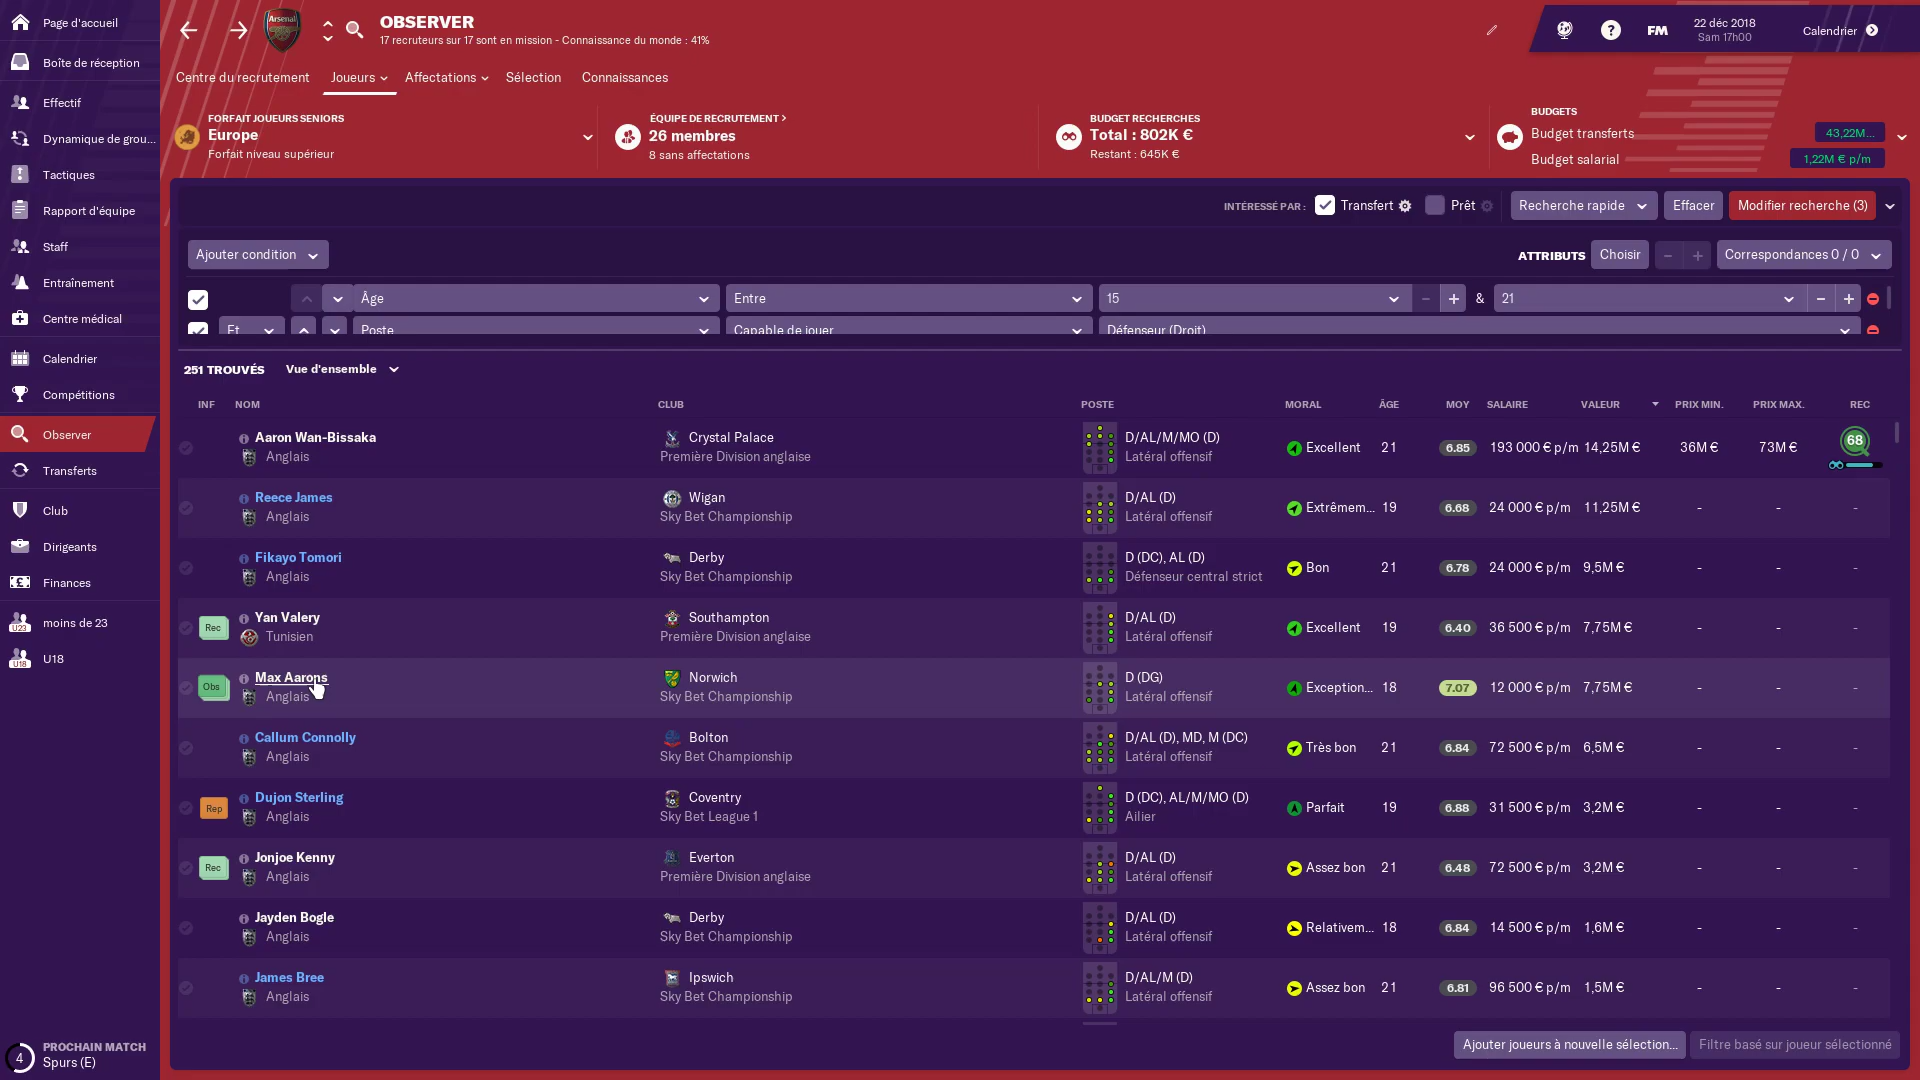 Page d'accueil
Boîte de réception
Effectif
Dynamique de grou...
Tactiques
Rapport d'équipe
Staff
Entraînement
Centre médical
Calendrier
Compétitions
Observer
Transferts
Club
Dirigeants
Finances
U23 moins de 23
U18 U18
4 PROCHAIN MATCH
Spurs (E)
Arsenal
OBSERVER
17 recruteurs sur 17 sont en mission - Connaissance du monde : 41%
? FM 22 déc 2018
Sam 17h00
Calendrier
Centre du recrutement Joueurs Affectations Sélection Connaissances
FORFAIT JOUEURS SENIORS
Europe
Forfait niveau supérieur
ÉQUIPE DE RECRUTEMENT >
26 membres
8 sans affectations
BUDGET RECHERCHES
Total : 802K €
Restant : 645K €
BUDGETS
Budget transferts 43,22M...
Budget salarial 1,22M € p/m
INTÉRESSÉ PAR : Transfert Prêt Recherche rapide Effacer Modifier recherche (3)
Ajouter condition ATTRIBUTS Choisir - + Correspondances 0 / 0
Âge Entre 15 - + & 21 - +
Et Poste Capable de jouer Défenseur (Droit)
251 TROUVÉS Vue d'ensemble
INF NOM CLUB POSTE MORAL ÂGE MOY SALAIRE VALEUR PRIX MIN. PRIX MAX. REC
Aaron Wan-Bissaka Crystal Palace D/AL/M/MO (D) Excellent 21 6.85 193 000 € p/m 14,25M € 36M € 73M € 68
Anglais Première Division anglaise Latéral offensif
Reece James Wigan D/AL (D) Extrêmem... 19 6.68 24 000 € p/m 11,25M € - - -
Anglais Sky Bet Championship Latéral offensif
Fikayo Tomori Derby D (DC), AL (D) Bon 21 6.78 24 000 € p/m 9,5M € - - -
Anglais Sky Bet Championship Défenseur central strict
Rec Yan Valery Southampton D/AL (D) Excellent 19 6.40 36 500 € p/m 7,75M € - - -
Tunisien Première Division anglaise Latéral offensif
Obs Max Aarons Norwich D (DG) Exception... 18 7.07 12 000 € p/m 7,75M € - - -
Anglais Sky Bet Championship Latéral offensif
Callum Connolly Bolton D/AL (D), MD, M (DC) Très bon 21 6.84 72 500 € p/m 6,5M € - - -
Anglais Sky Bet Championship Latéral offensif
Rep Dujon Sterling Coventry D (DC), AL/M/MO (D) Parfait 19 6.88 31 500 € p/m 3,2M € - - -
Anglais Sky Bet League 1 Ailier
Rec Jonjoe Kenny Everton D/AL (D) Assez bon 21 6.48 72 500 € p/m 3,2M € - - -
Anglais Première Division anglaise Latéral offensif
Jayden Bogle Derby D/AL (D) Relativem... 18 6.84 14 500 € p/m 1,6M € - - -
Anglais Sky Bet Championship Latéral offensif
James Bree Ipswich D/AL/M (D) Assez bon 21 6.81 96 500 € p/m 1,5M € - - -
Anglais Sky Bet Championship Latéral offensif
Ajouter joueurs à nouvelle sélection... Filtre basé sur joueur sélectionné